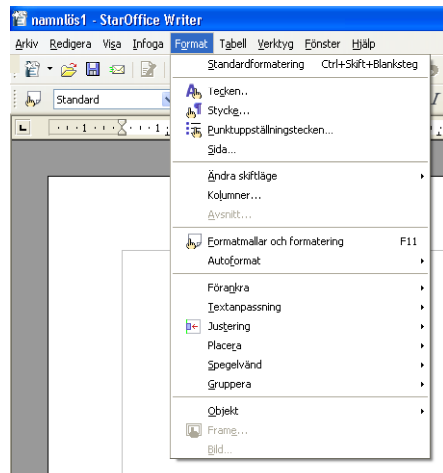 namnlös1 - StarOffice Writer
Arkiv Redigera Visa Infoga Format Tabell Verktyg Fönster Hjälp
Standardformatering Ctrl+Skift+Blanksteg
Standard
Tecken...
Stycke...
1 1
Punktuppställningstecken...
Sida...
Ändra skiftläge
Kolumner...
Avsnitt...
Formatmallar och formatering F11
Autoformat
Förankra
Textanpassning
Justering
Placera
Spegelvänd
Gruppera
Objekt
Frame...
Bild...